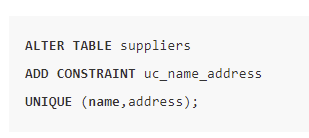 ALTER TABLE suppliers
ADD CONSTRAINT uc_name_address
UNIQUE (name,address);